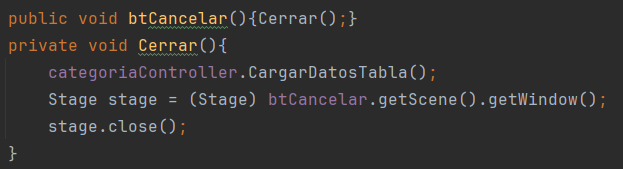 public void btCancelar(){Cerrar();}
private void Cerrar(){
    categoriaController.CargarDatosTabla();
    Stage stage = (Stage) btCancelar.getScene().getWindow();
    stage.close();
}